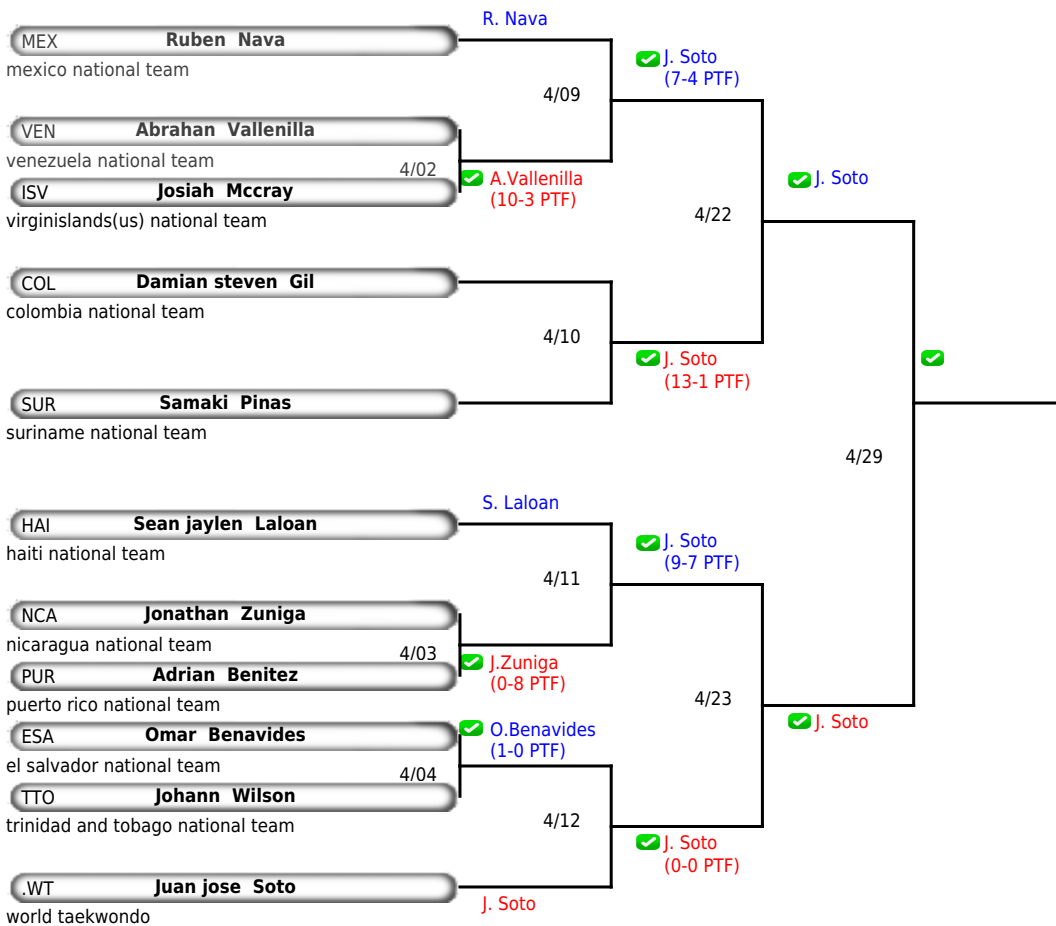 R. Nava
MEX Ruben Nava
mexico national team
J. Soto
(7-4 PTF)
4/09
VEN Abrahan Vallenilla
venezuela national team
4/02
A.Vallenilla
(10-3 PTF)
ISV Josiah Mccray
virginislands(us) national team
J. Soto
4/22
COL Damian steven Gil
colombia national team
4/10
J. Soto
(13-1 PTF)
SUR Samaki Pinas
suriname national team
4/29
S. Laloan
HAI Sean jaylen Laloan
haiti national team
J. Soto
(9-7 PTF)
4/11
NCA Jonathan Zuniga
nicaragua national team
4/03
J.Zuniga
(0-8 PTF)
PUR Adrian Benitez
puerto rico national team
4/23
J. Soto
ESA Omar Benavides
el salvador national team
O.Benavides
(1-0 PTF)
4/04
TTO Johann Wilson
trinidad and tobago national team
4/12
J. Soto
(0-0 PTF)
.WT Juan jose Soto
world taekwondo
J. Soto